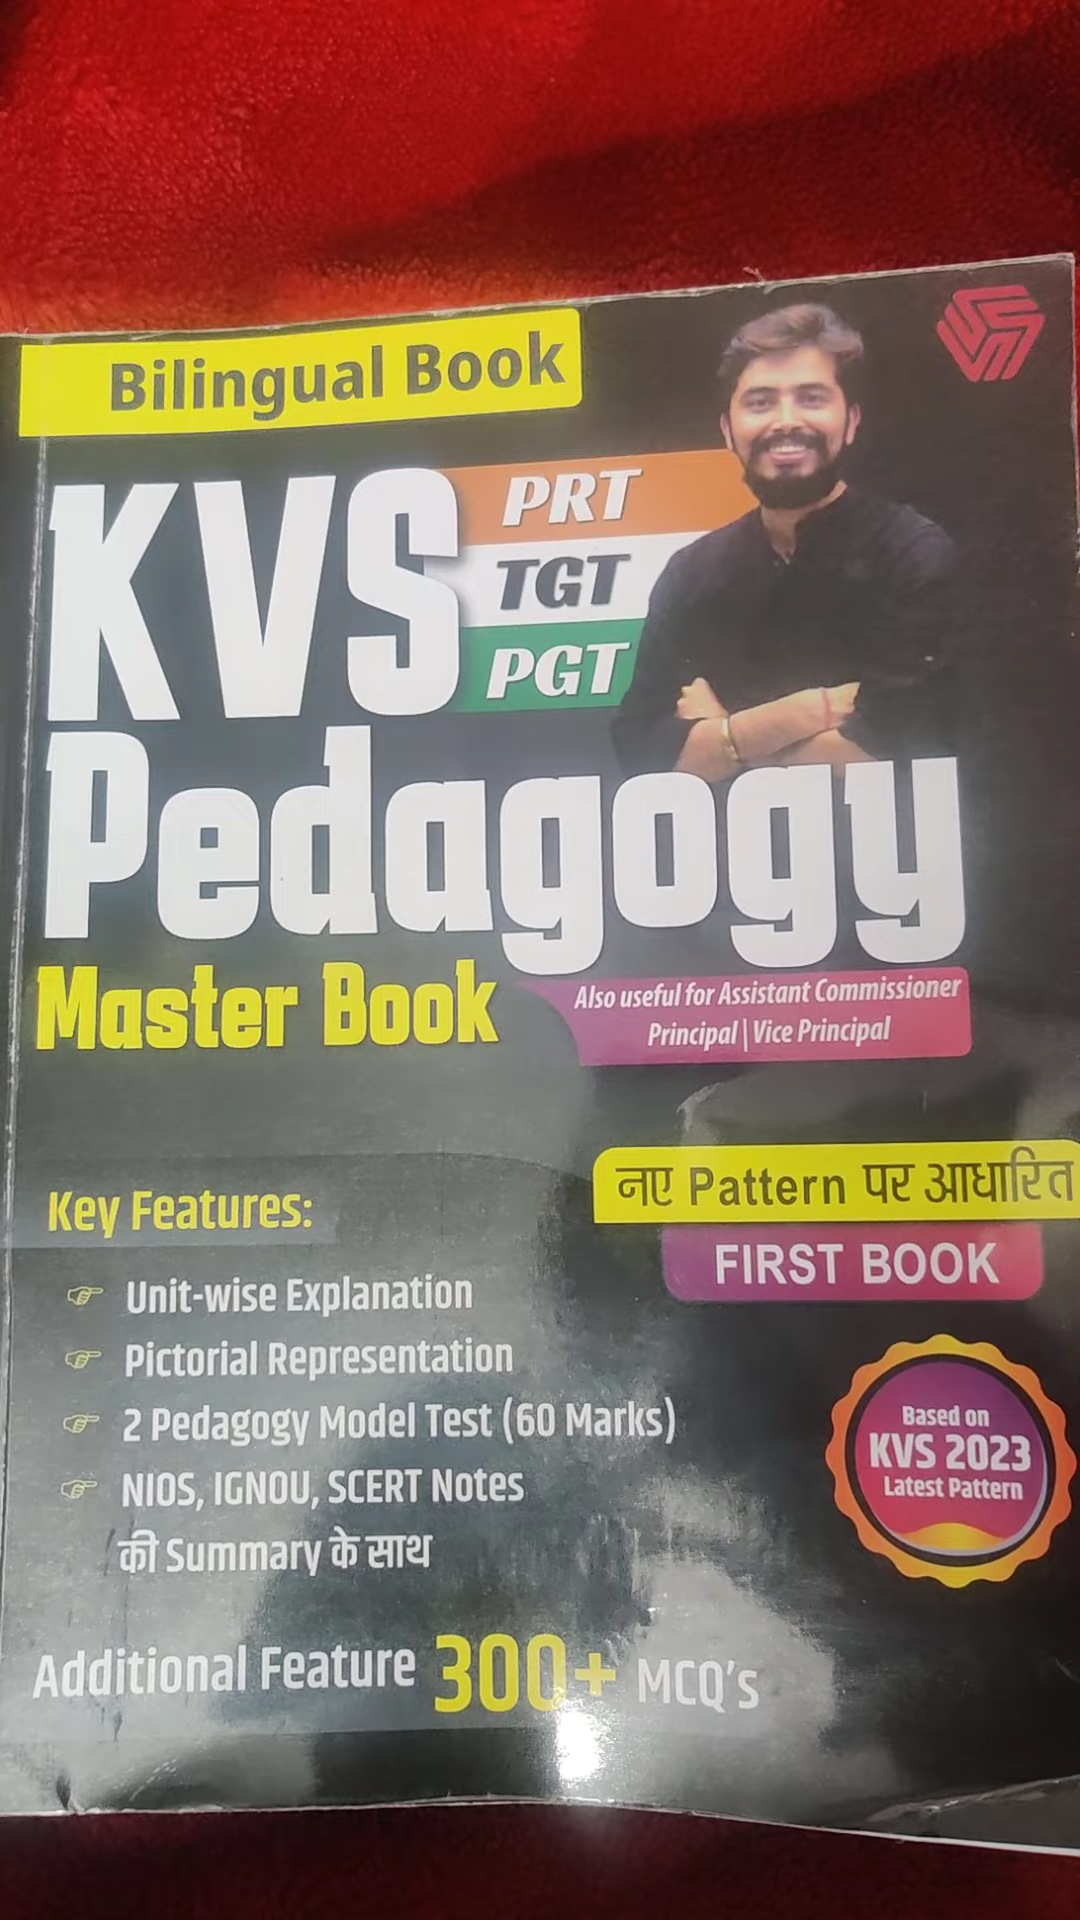 Bilingual Book
KVS
PRT
TGT
PGT
Pedagogy
Master Book
Also useful for Assistant Commissioner
Principal | Vice Principal
नए Pattern पर आधारित
FIRST BOOK
Key Features:
Unit-wise Explanation
Pictorial Representation
2 Pedagogy Model Test (60 Marks)
NIOS, IGNOU, SCERT Notes
की Summary के साथ
Based on
KVS 2023
Latest Pattern
Additional Feature 300+ MCQ's